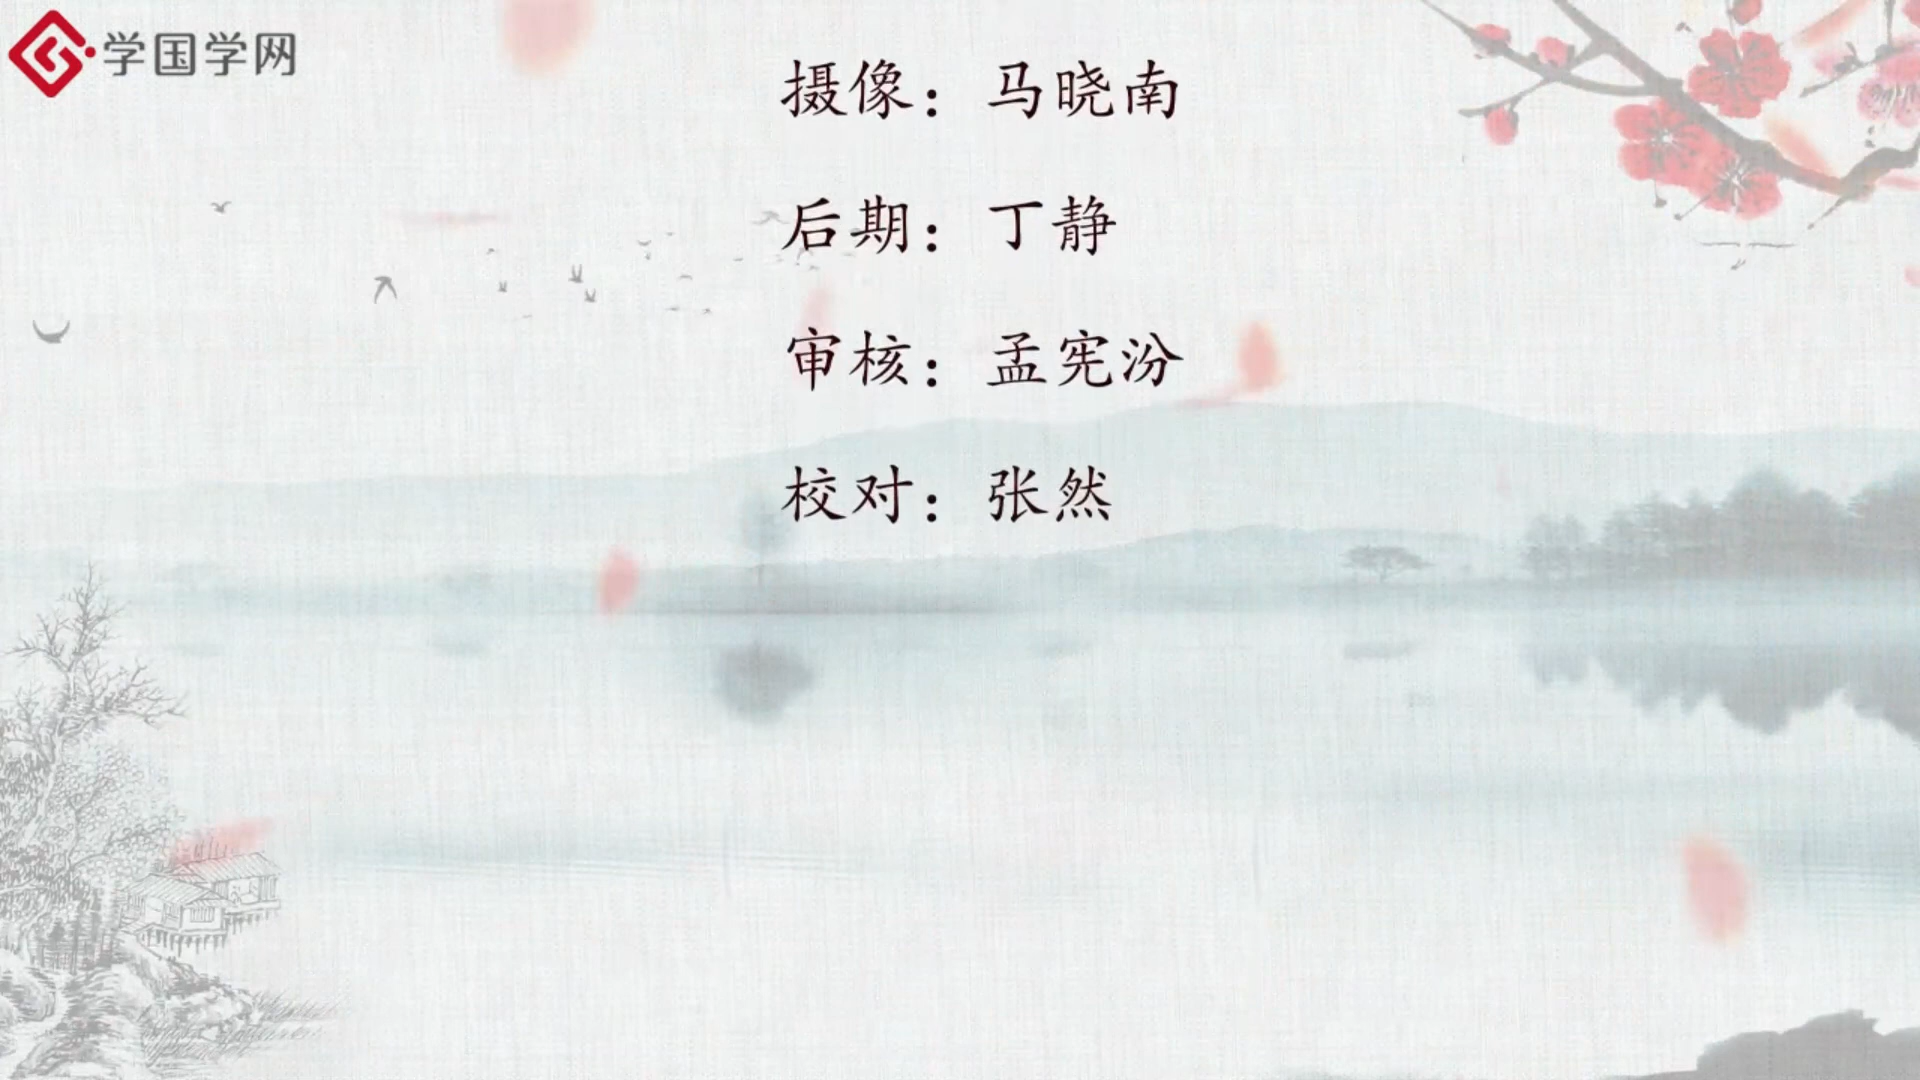 学国学网
摄像：马晓南
后期：丁静
审核：孟宪汾
校对：张然